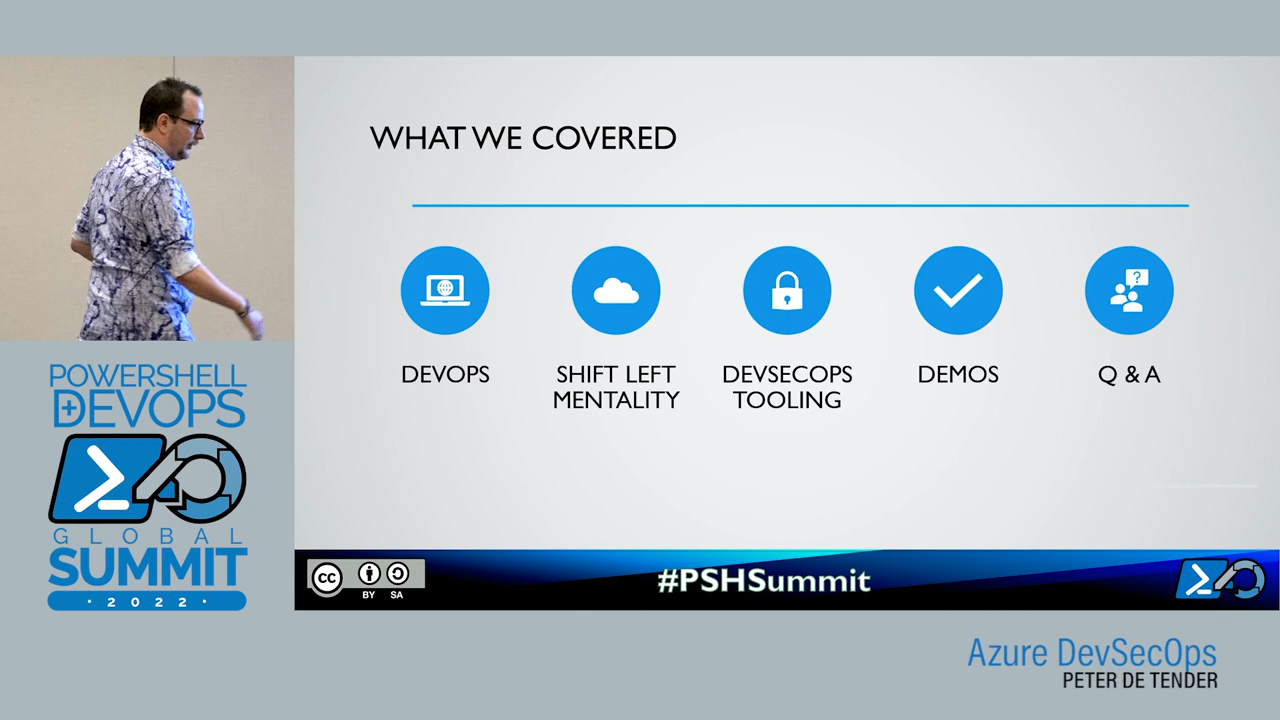 WHAT WE COVERED
DEVOPS
SHIFT LEFT
MENTALITY
DEVSECOPS
TOOLING
DEMOS
?
Q & A
POWERSHELL
+DEVOPS
GLOBAL
SUMMIT
· 2022 ·
CC
BY SA
#PSHSummit
Azure DevSecOps
PETER DE TENDER